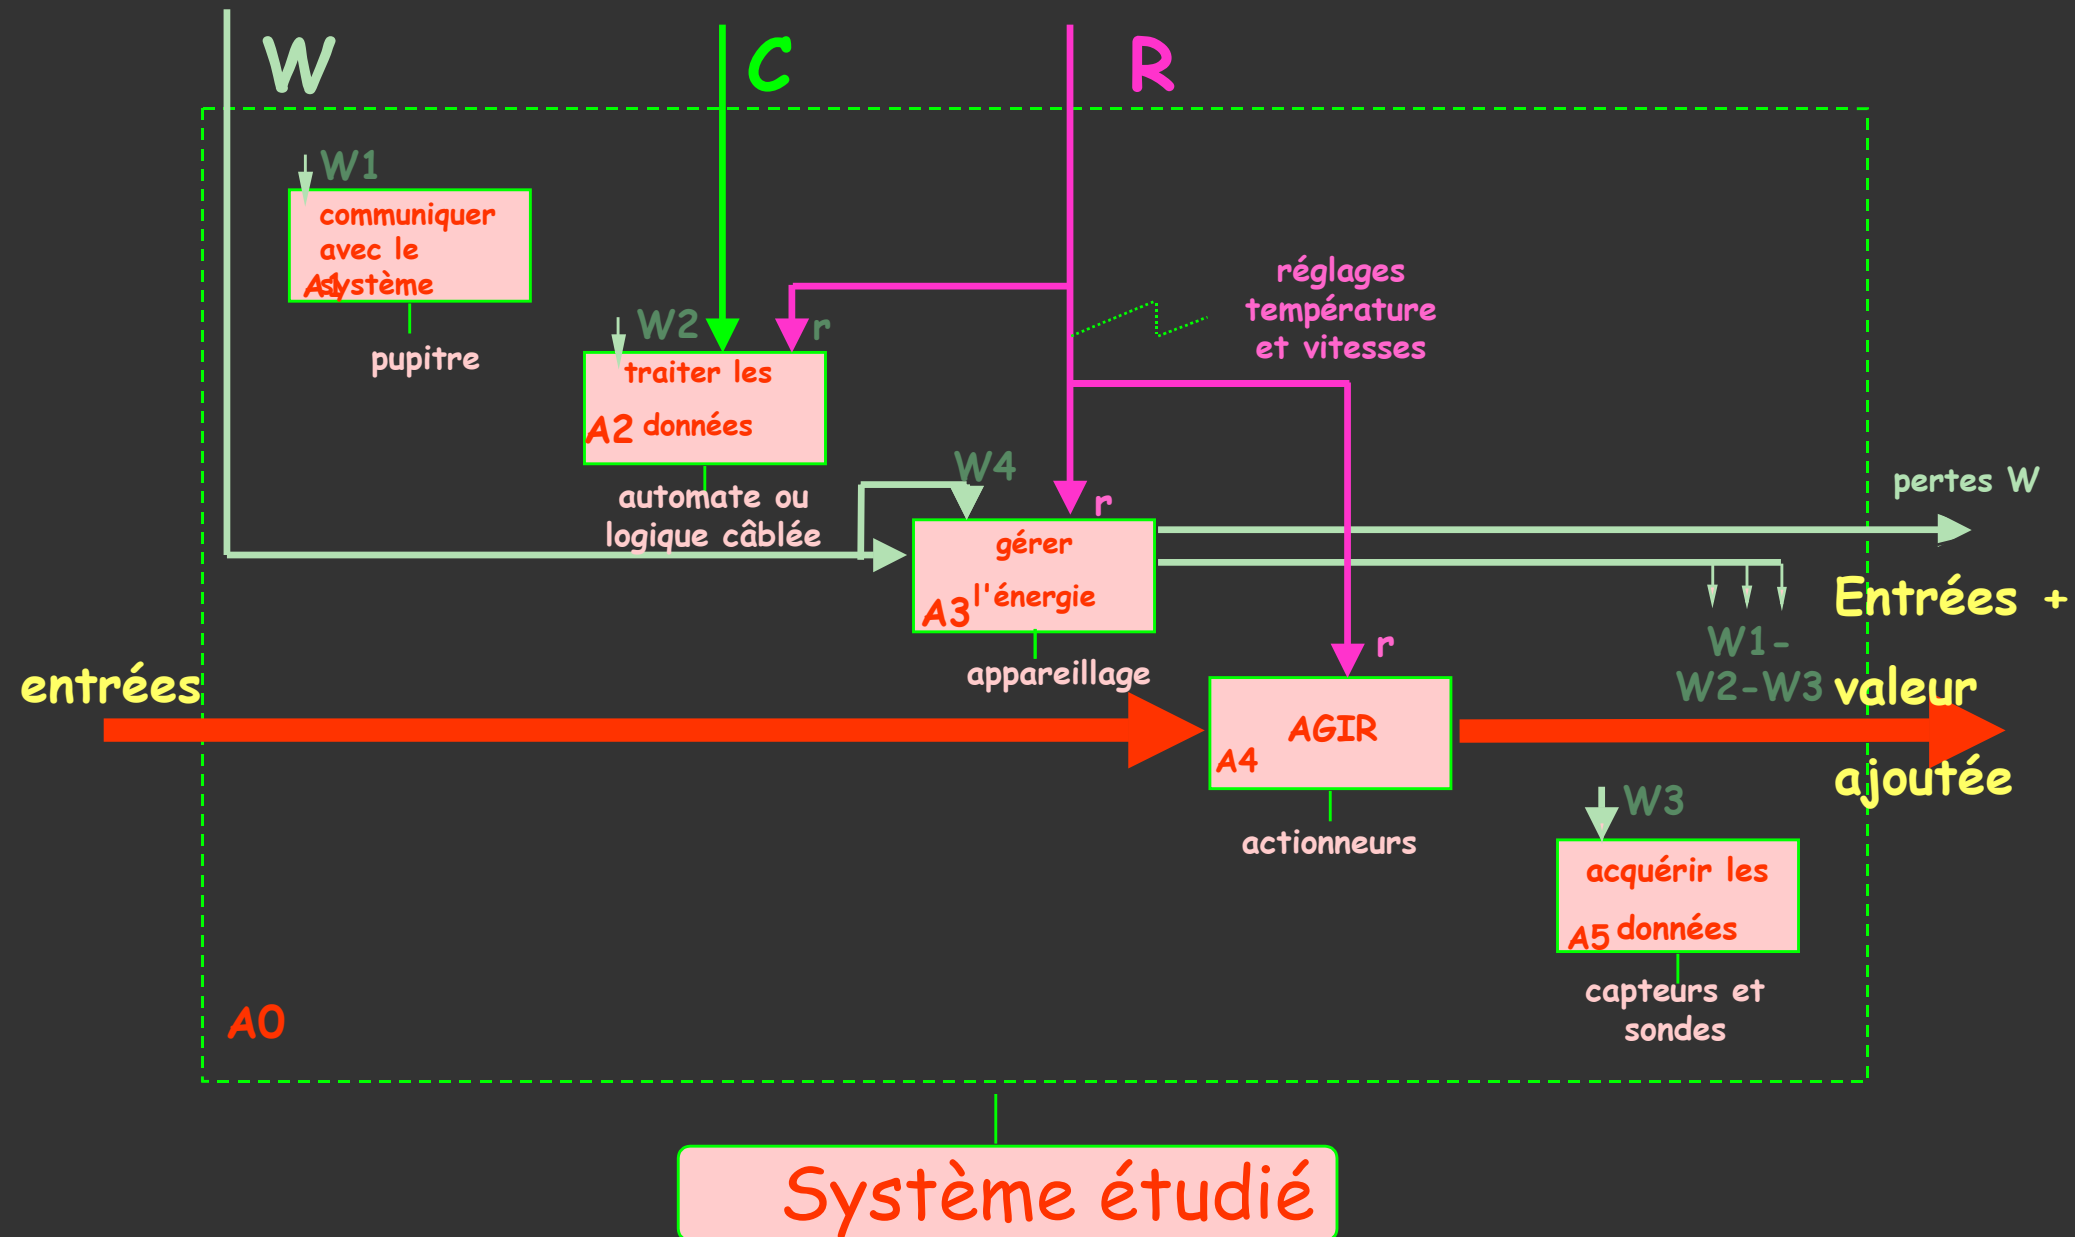 W
C
R
W1
communiquer
avec le
système
A1
pupitre
réglages
température
et vitesses
W2
r
traiter les
données
A2
automate ou
logique câblée
W4
r
gérer
l'énergie
A3
appareillage
pertes W
Entrées +
valeur
ajoutée
W1-
W2-W3
entrées
r
AGIR
A4
actionneurs
W3
acquérir les
données
A5
capteurs et
sondes
A0
Système étudié